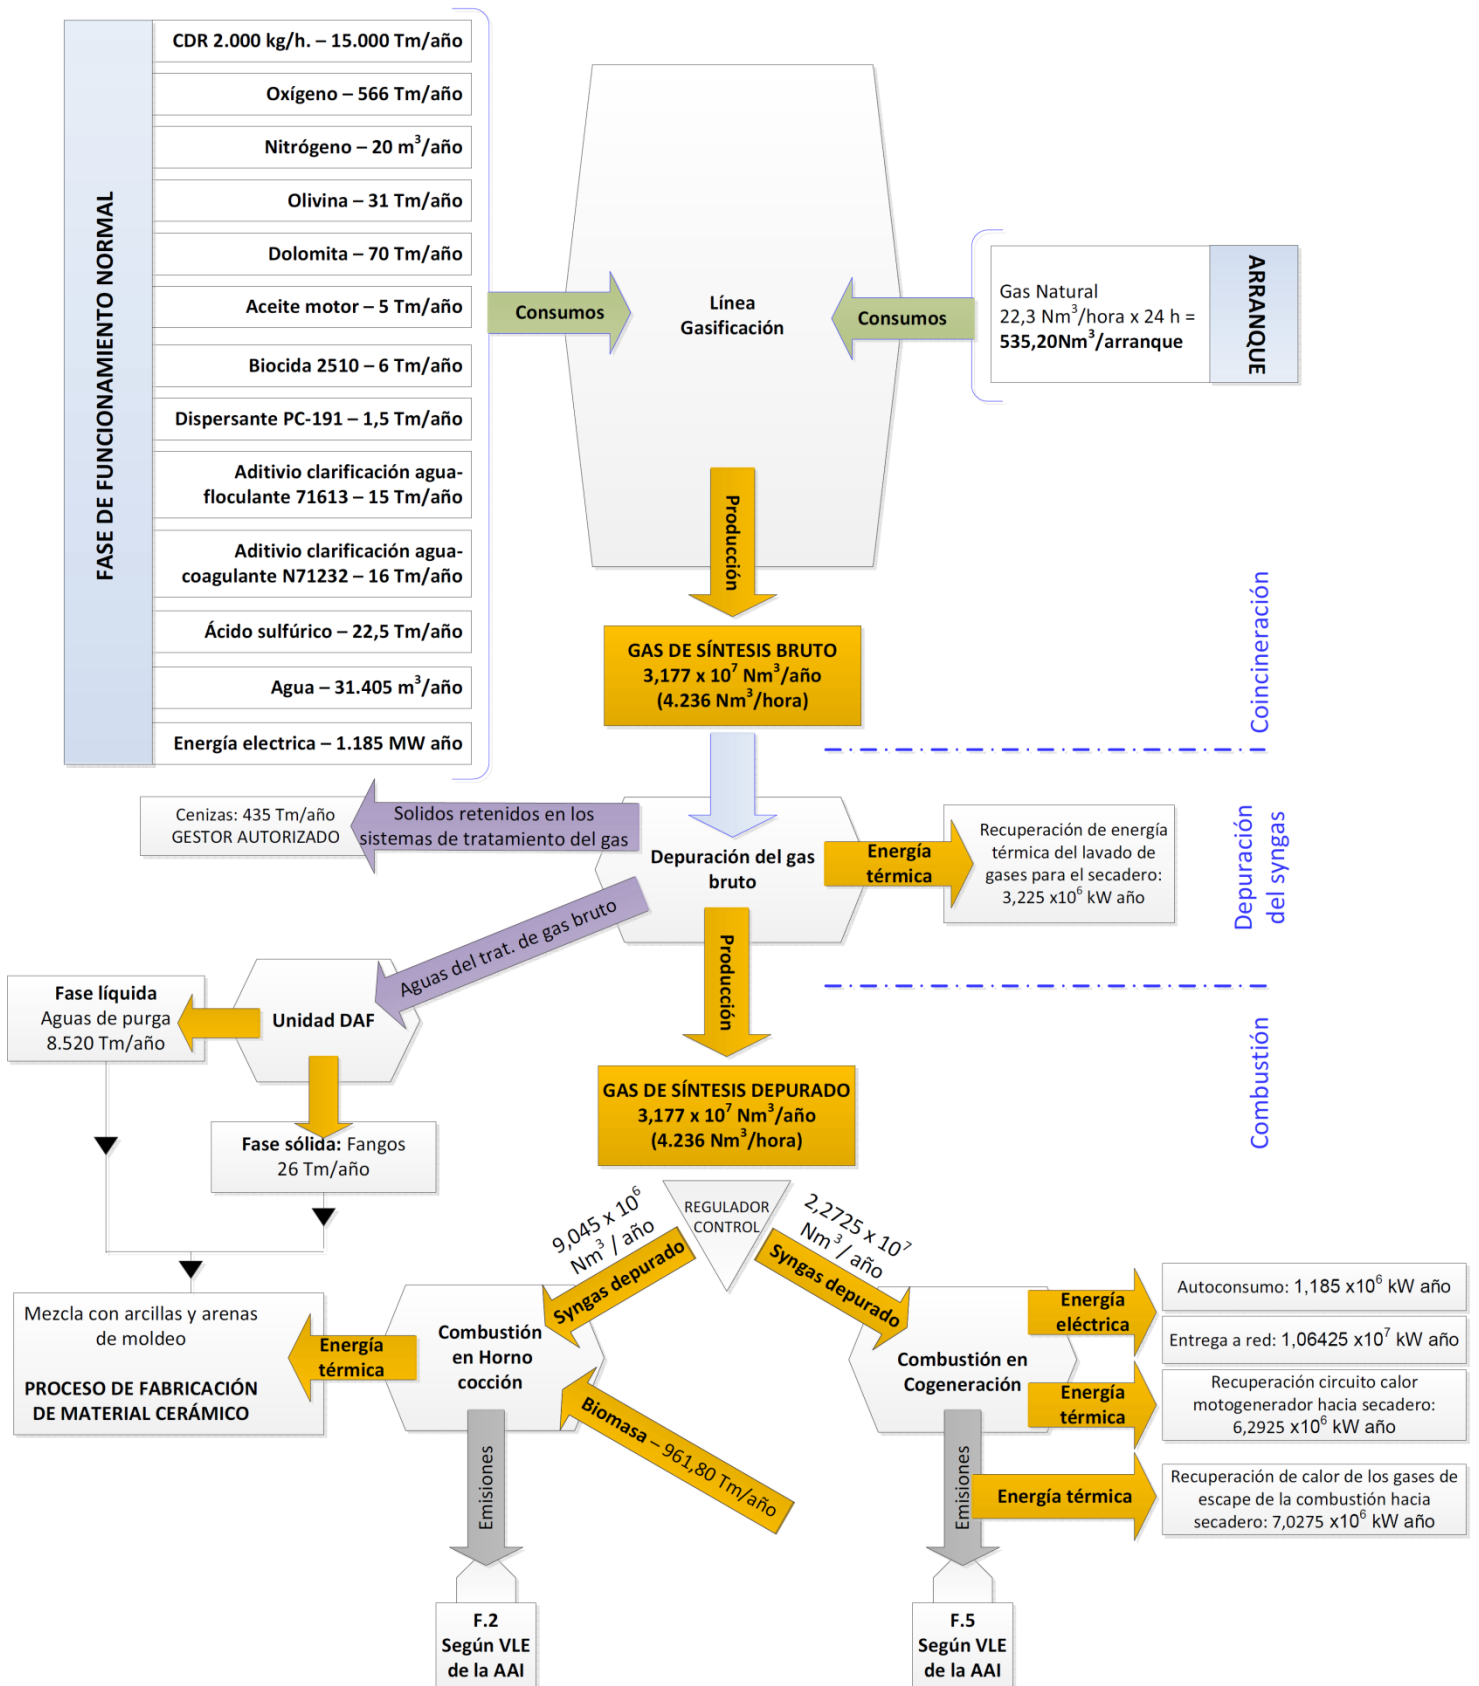 FASE DE FUNCIONAMIENTO NORMAL
CDR 2.000 kg/h. – 15.000 Tm/año
Oxígeno – 566 Tm/año
Nitrógeno – 20 m³/año
Olivina – 31 Tm/año
Dolomita – 70 Tm/año
Aceite motor – 5 Tm/año
Biocida 2510 – 6 Tm/año
Dispersante PC-191 – 1,5 Tm/año
Aditivio clarificación agua-
floculante 71613 – 15 Tm/año
Aditivio clarificación agua-
coagulante N71232 – 16 Tm/año
Ácido sulfúrico – 22,5 Tm/año
Agua – 31.405 m³/año
Energía electrica – 1.185 MW año
Consumos
Línea
Gasificación
Consumos
Gas Natural
22,3 Nm³/hora x 24 h =
535,20Nm³/arranque
ARRANQUE
Producción
GAS DE SÍNTESIS BRUTO
3,177 x 10⁷ Nm³/año
(4.236 Nm³/hora)
Coincineración
Cenizas: 435 Tm/año
GESTOR AUTORIZADO
Solidos retenidos en los
sistemas de tratamiento del gas
Depuración del gas
bruto
Energía
térmica
Recuperación de energía
térmica del lavado de
gases para el secadero:
3,225 x10⁶ kW año
Depuración
del syngas
Aguas del trat. de gas bruto
Producción
Fase líquida
Aguas de purga
8.520 Tm/año
Unidad DAF
Fase sólida: Fangos
26 Tm/año
GAS DE SÍNTESIS DEPURADO
3,177 x 10⁷ Nm³/año
(4.236 Nm³/hora)
Combustión
REGULADOR
CONTROL
9,045 x 10⁶
Nm³ / año
Syngas depurado
2,2725 x 10⁷
Nm³/ año
Syngas depurado
Mezcla con arcillas y arenas
de moldeo
PROCESO DE FABRICACIÓN
DE MATERIAL CERÁMICO
Energía
térmica
Combustión
en Horno
cocción
Biomasa – 961,80 Tm/año
Combustión en
Cogeneración
Energía
eléctrica
Autoconsumo: 1,185 x10⁶ kW año
Entrega a red: 1,06425 x10⁷ kW año
Energía
térmica
Recuperación circuito calor
motogenerador hacia secadero:
6,2925 x10⁶ kW año
Energía térmica
Recuperación de calor de los gases de
escape de la combustión hacia
secadero: 7,0275 x10⁶ kW año
Emisiones
Emisiones
F.2
Según VLE
de la AAI
F.5
Según VLE
de la AAI